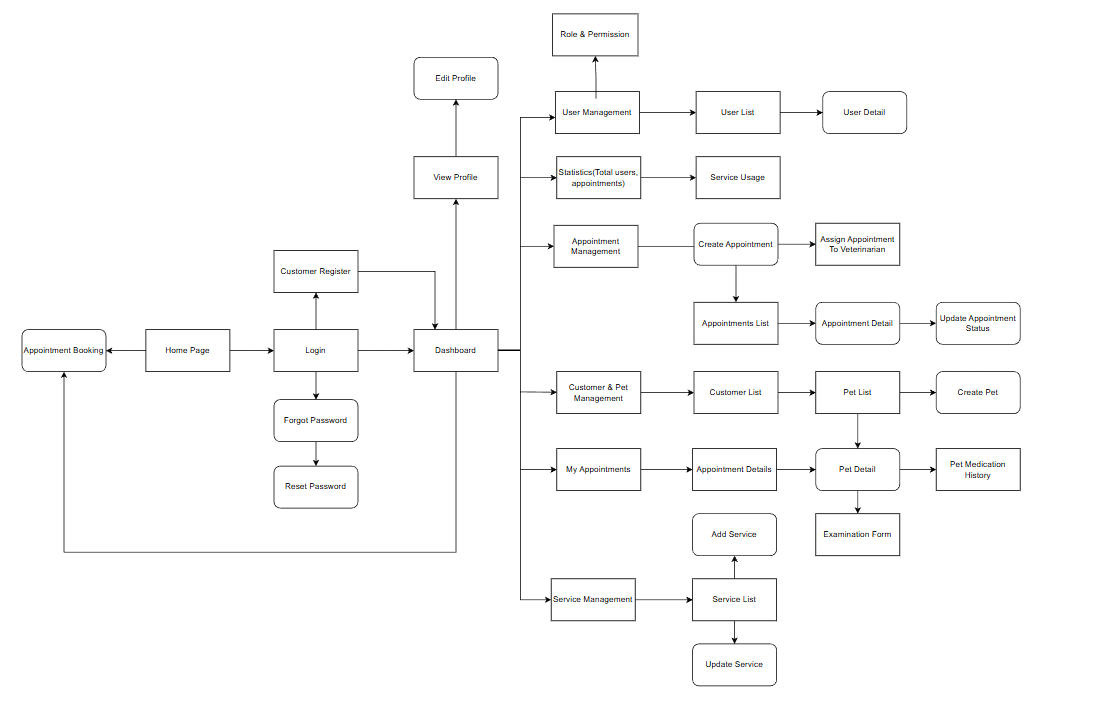 Role & Permission
Edit Profile
User Management
User List
User Detail
View Profile
Statistics(Total users,
appointments)
Service Usage
Appointment
Management
Create Appointment
Assign Appointment
To Veterinarian
Customer Register
Appointments List
Appointment Detail
Update Appointment
Status
Appointment Booking
Home Page
Login
Dashboard
Customer & Pet
Management
Customer List
Pet List
Create Pet
Forgot Password
My Appointments
Appointment Details
Pet Detail
Pet Medication
History
Reset Password
Add Service
Examination Form
Service Management
Service List
Update Service